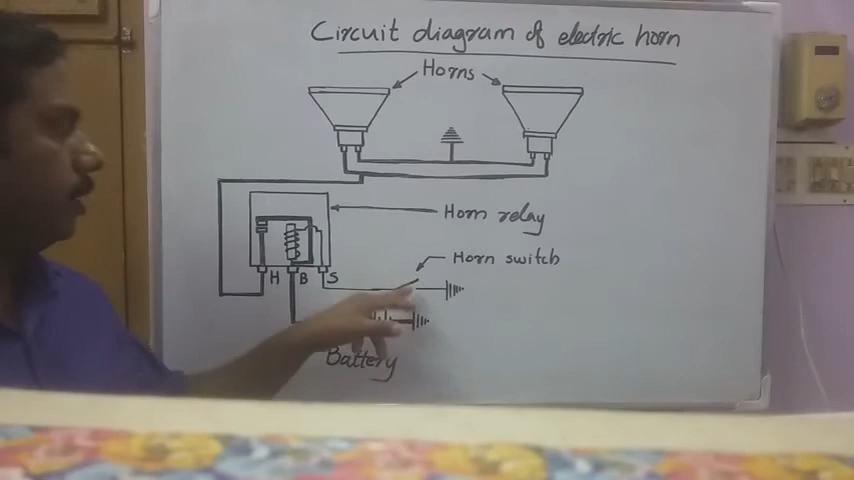 Circuit diagram of electric horn
Horns
Horn relay
Horn switch
H B S
Battery